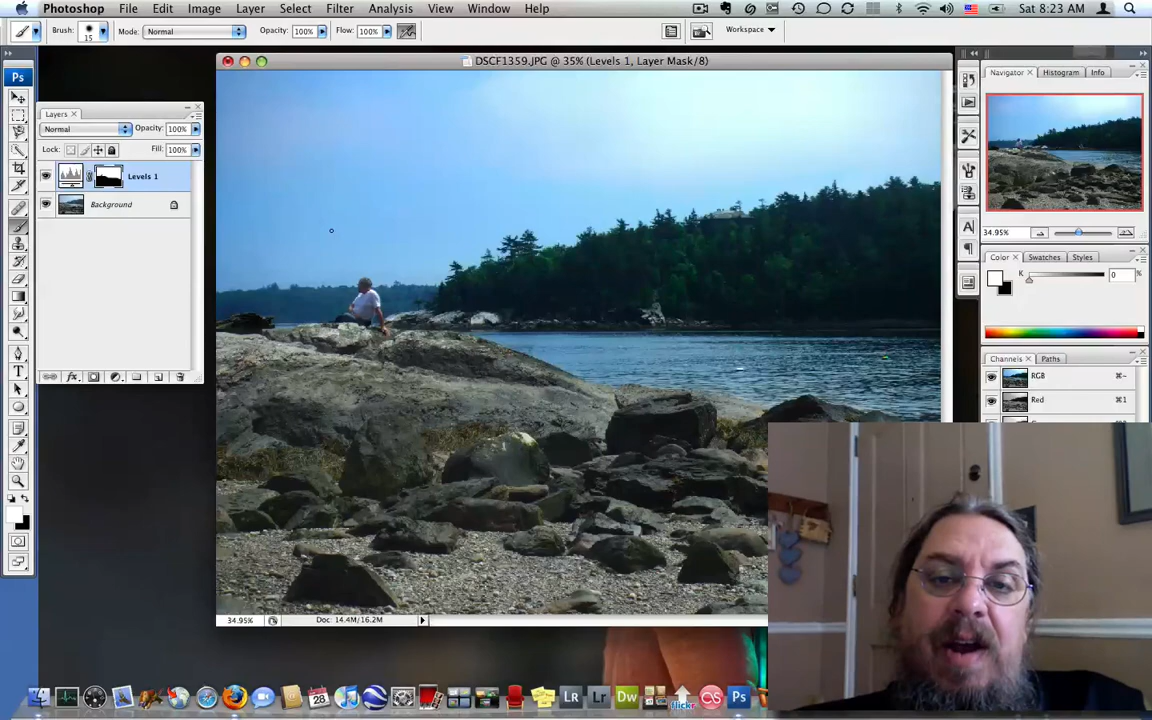 Photoshop File Edit Image Layer Select Filter Analysis View Window Help Sat 8:23 AM
Brush: 15 Mode: Normal Opacity: 100% Flow: 100% Workspace
DSCF1359.JPG @ 35% (Levels 1, Layer Mask/8)
Ps
Layers
Normal Opacity: 100%
Lock: Fill: 100%
Levels 1
Background
Navigator Histogram Info
34.95%
Color Swatches Styles
K 0 %
Channels Paths
RGB ⌘~
Red ⌘1
34.95% Doc: 14.4M/16.2M